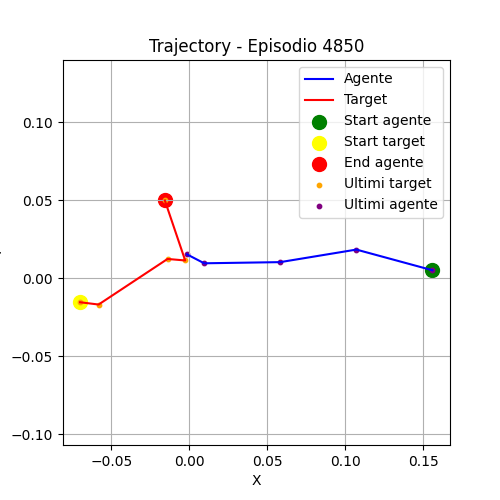 Trajectory - Episodio 4850
Agente
Target
Start agente
Start target
End agente
Ultimi target
Ultimi agente
0.10
0.05
0.00
−0.05
−0.10
−0.05
0.00
0.05
0.10
0.15
X